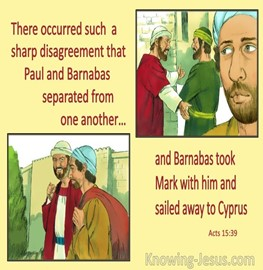 There occurred such a
sharp disagreement that
Paul and Barnabas
separated from
one another...
and Barnabas took
Mark with him and
sailed away to Cyprus
Acts 15:39
Knowing-Jesus.com